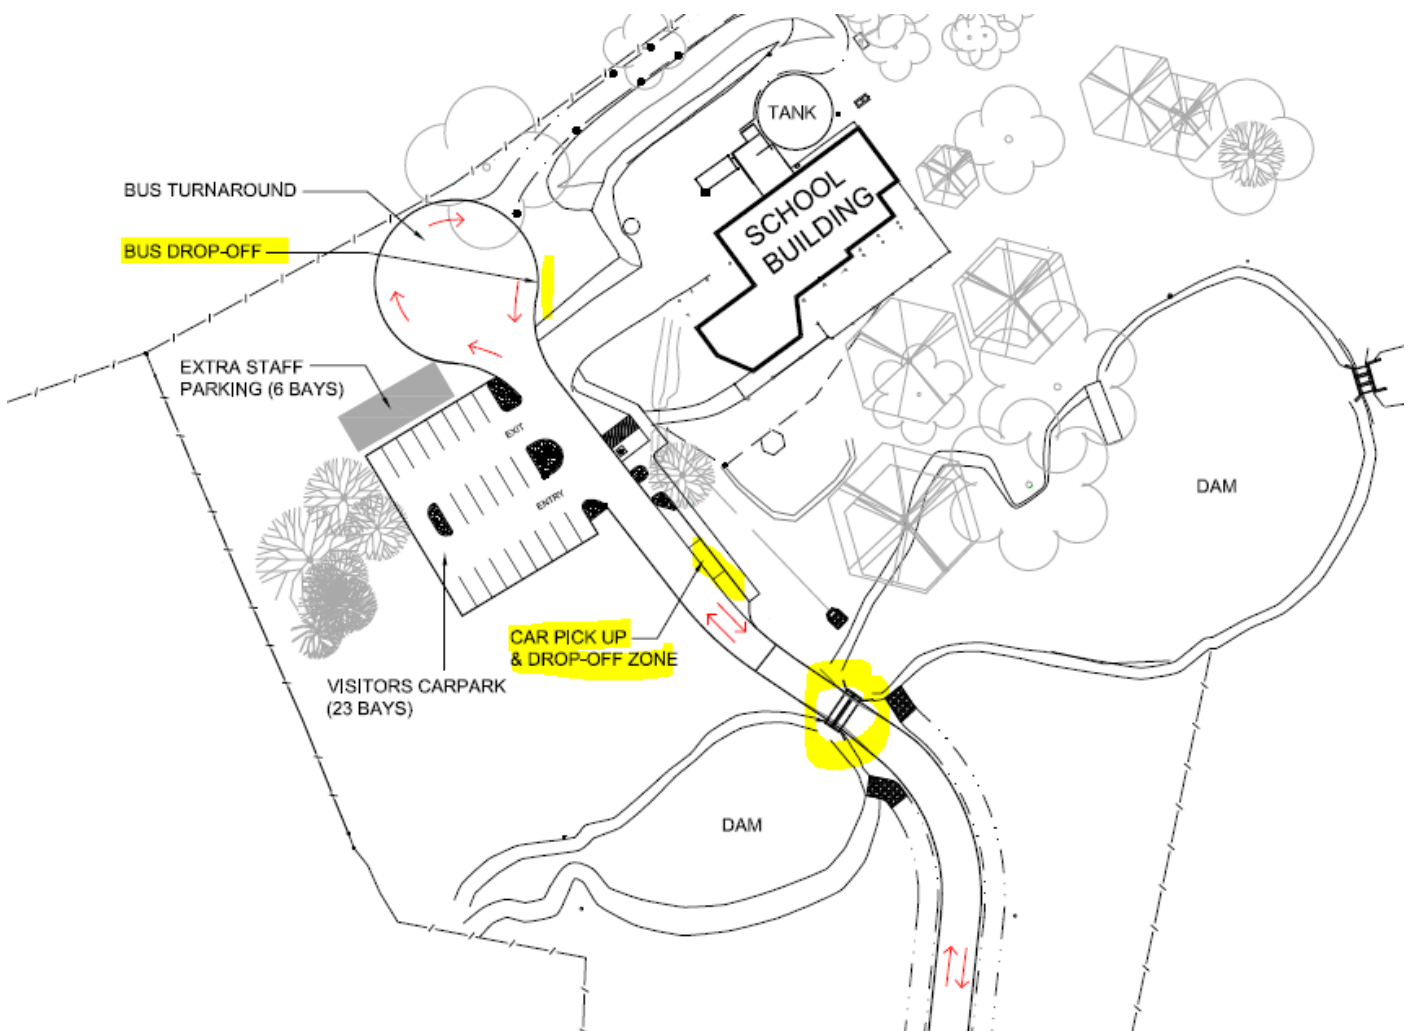 TANK
SCHOOL
BUILDING
BUS TURNAROUND
BUS DROP-OFF
EXTRA STAFF
PARKING (6 BAYS)
EXIT
ENTRY
DAM
CAR PICK UP
& DROP-OFF ZONE
VISITORS CARPARK
(23 BAYS)
DAM